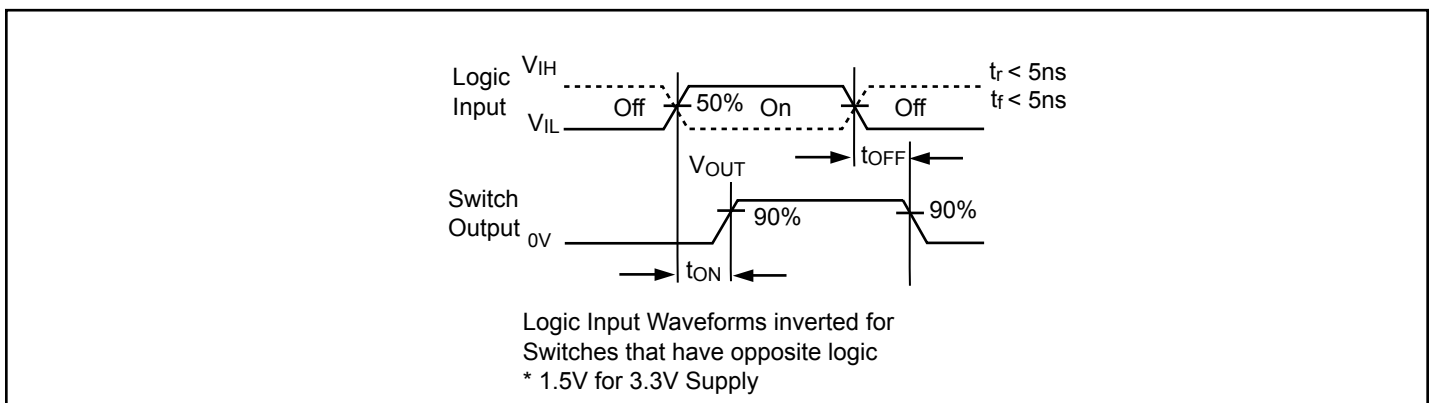 Logic
Input
VIH
VIL
Off
50%
On
Off
tr < 5ns
tf < 5ns
tOFF
VOUT
Switch
Output
0V
90%
90%
tON
Logic Input Waveforms inverted for
Switches that have opposite logic
* 1.5V for 3.3V Supply